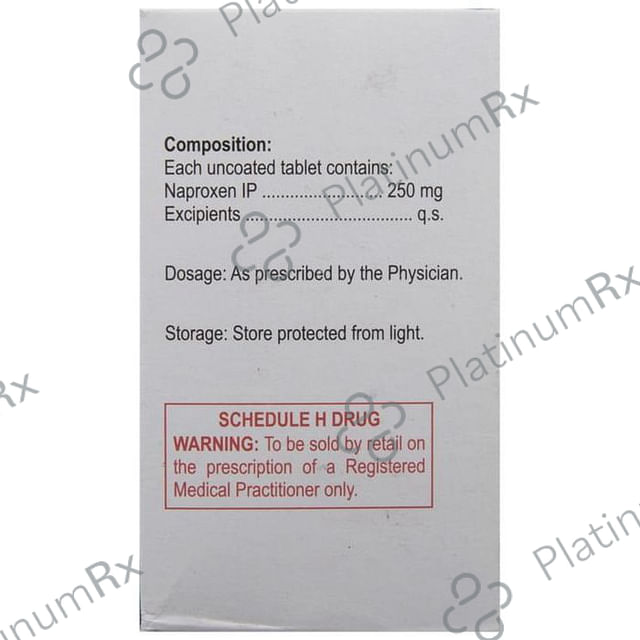 PlatinumRx
Composition:
Each uncoated tablet contains:
Naproxen IP ........................ 250 mg
Excipients ................................. q.s.
PlatinumRx
Dosage: As prescribed by the Physician.
Storage: Store protected from light.
PlatinumRx
Rx
SCHEDULE H DRUG
WARNING: To be sold by retail on
the prescription of a Registered
Medical Practitioner only.
PlatinumRx
tinumRx